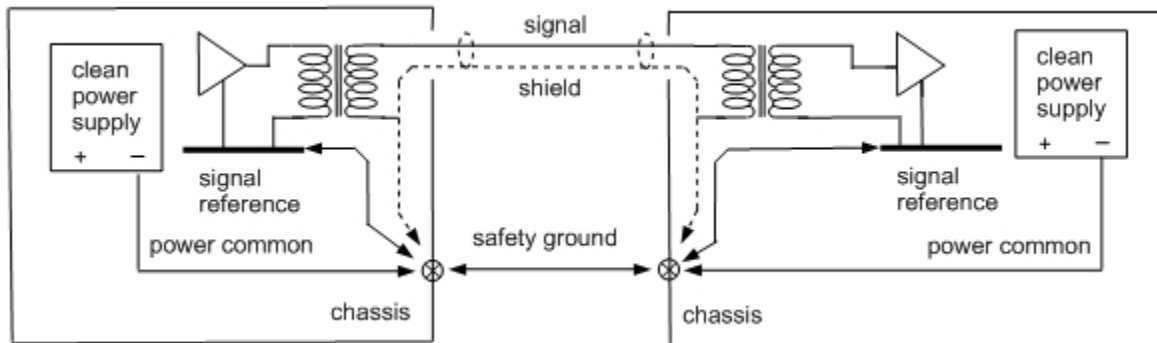 signal
shield
clean
power
supply
+ −
signal
reference
power common
safety ground
chassis
chassis
clean
power
supply
+ −
signal
reference
power common